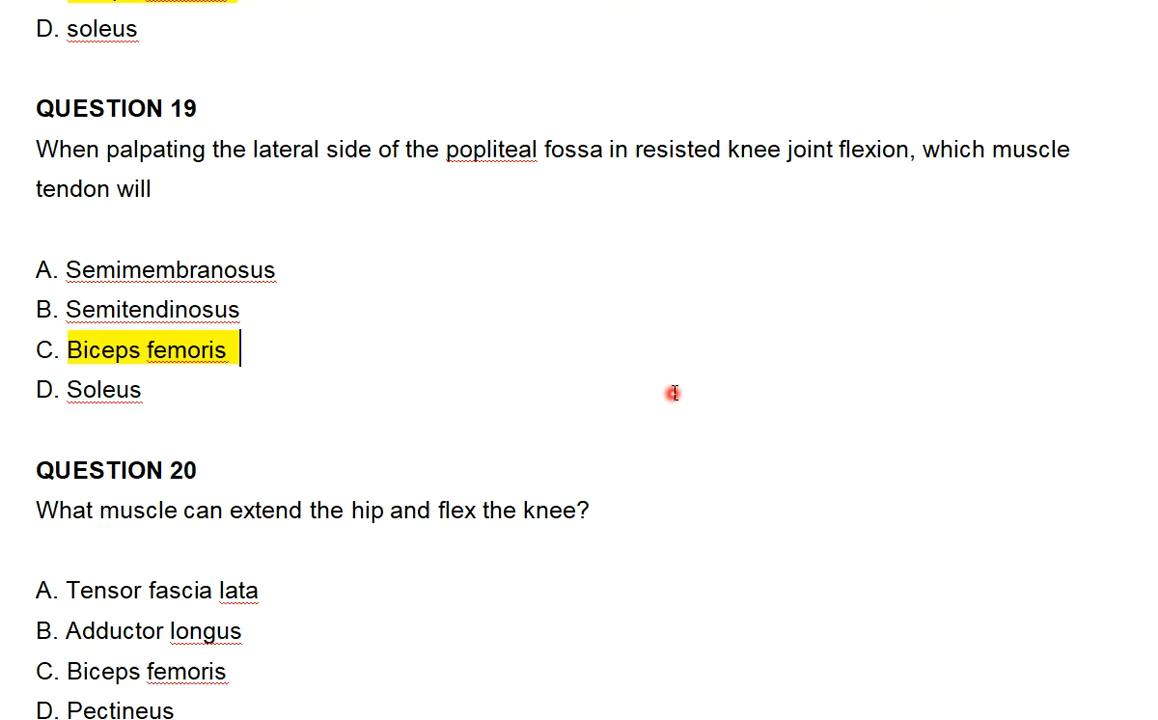 D. soleus
QUESTION 19
When palpating the lateral side of the popliteal fossa in resisted knee joint flexion, which muscle
tendon will
A. Semimembranosus
B. Semitendinosus
C. Biceps femoris
D. Soleus
QUESTION 20
What muscle can extend the hip and flex the knee?
A. Tensor fascia lata
B. Adductor longus
C. Biceps femoris
D. Pectineus